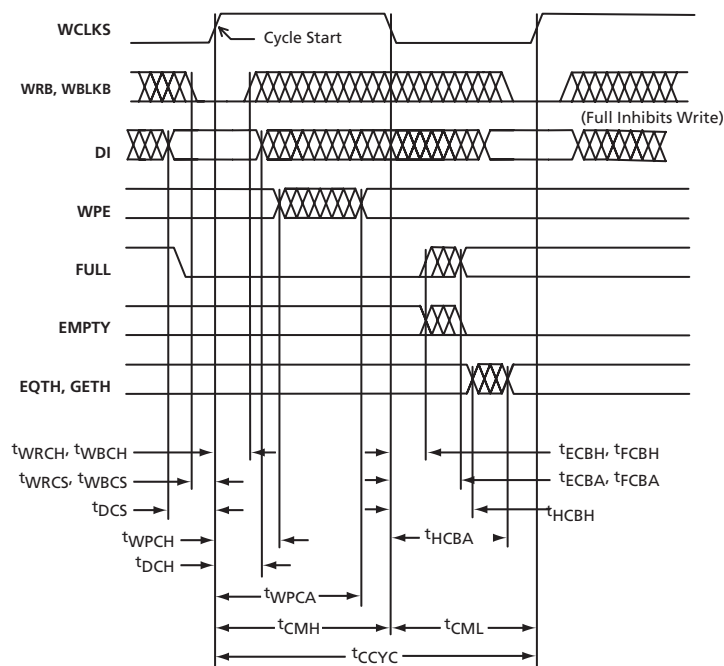 WCLKS
Cycle Start
WRB, WBLKB
(Full Inhibits Write)
DI
WPE
FULL
EMPTY
EQTH, GETH
tWRCH, tWBCH
tECBH, tFCBH
tWRCS, tWBCS
tECBA, tFCBA
tDCS
tHCBH
tWPCH
tHCBA
tDCH
tWPCA
tCMH
tCML
tCCYC